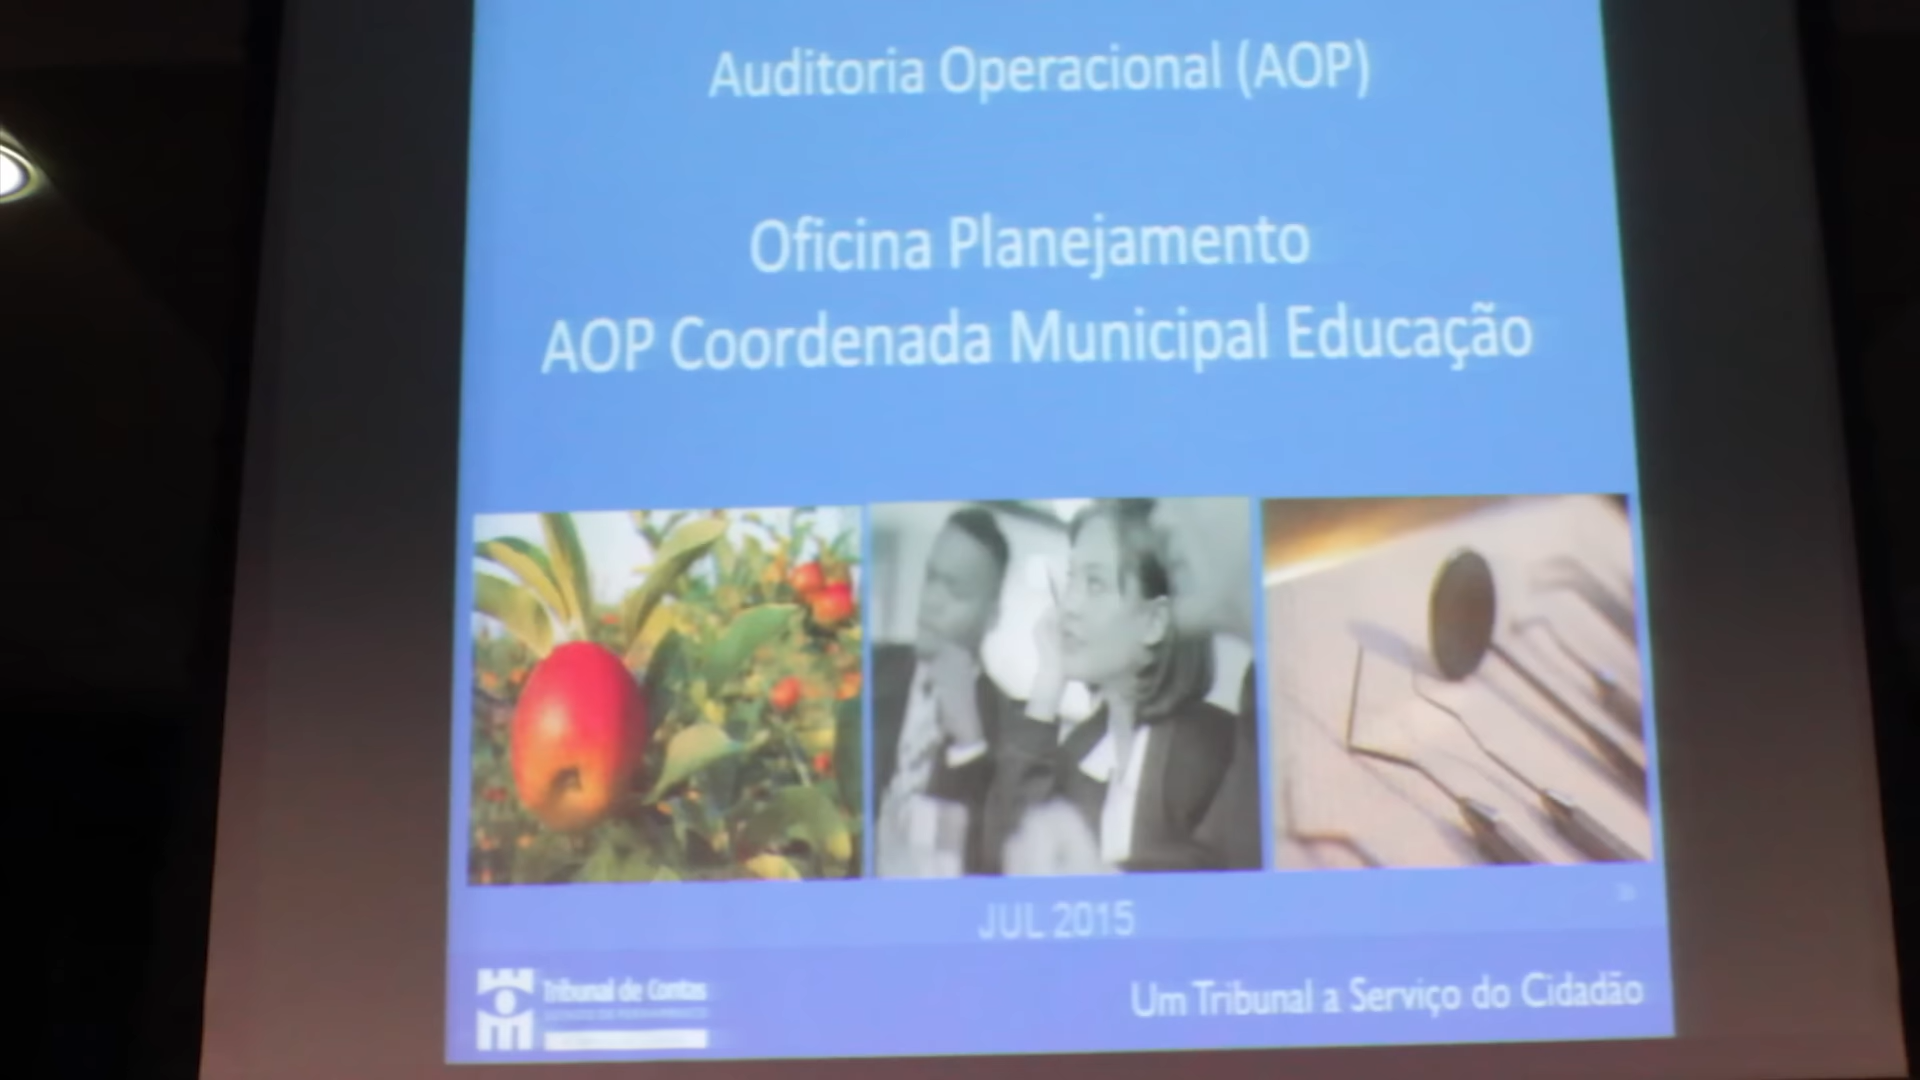 Auditoria Operacional (AOP)
Oficina Planejamento
AOP Coordenada Municipal Educação
JUL 2015
Tribunal de Contas
Um Tribunal a Serviço do Cidadão